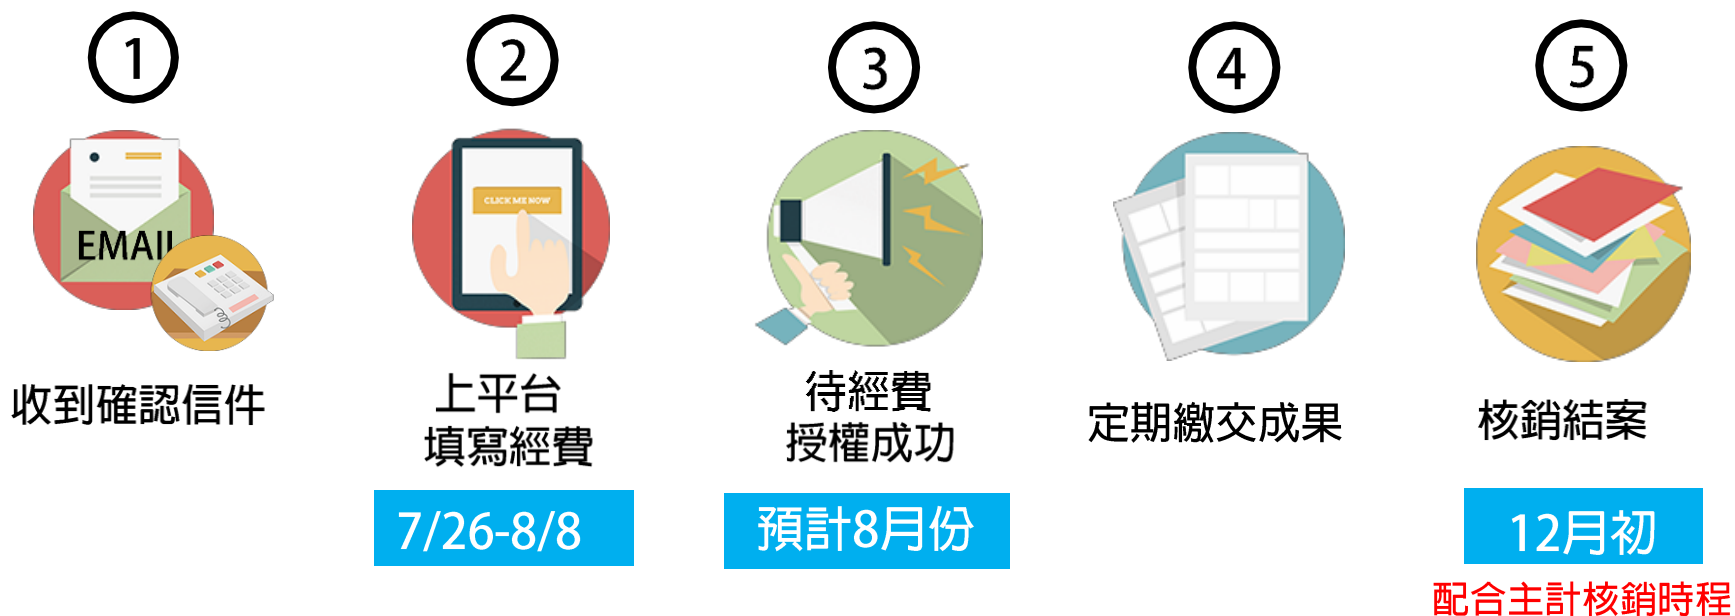 1
2
3
4
5
EMAIL
CLICK ME NOW
收到確認信件
上平台
填寫經費
7/26-8/8
待經費
授權成功
預計8月份
定期繳交成果
核銷結案
12月初
配合主計核銷時程